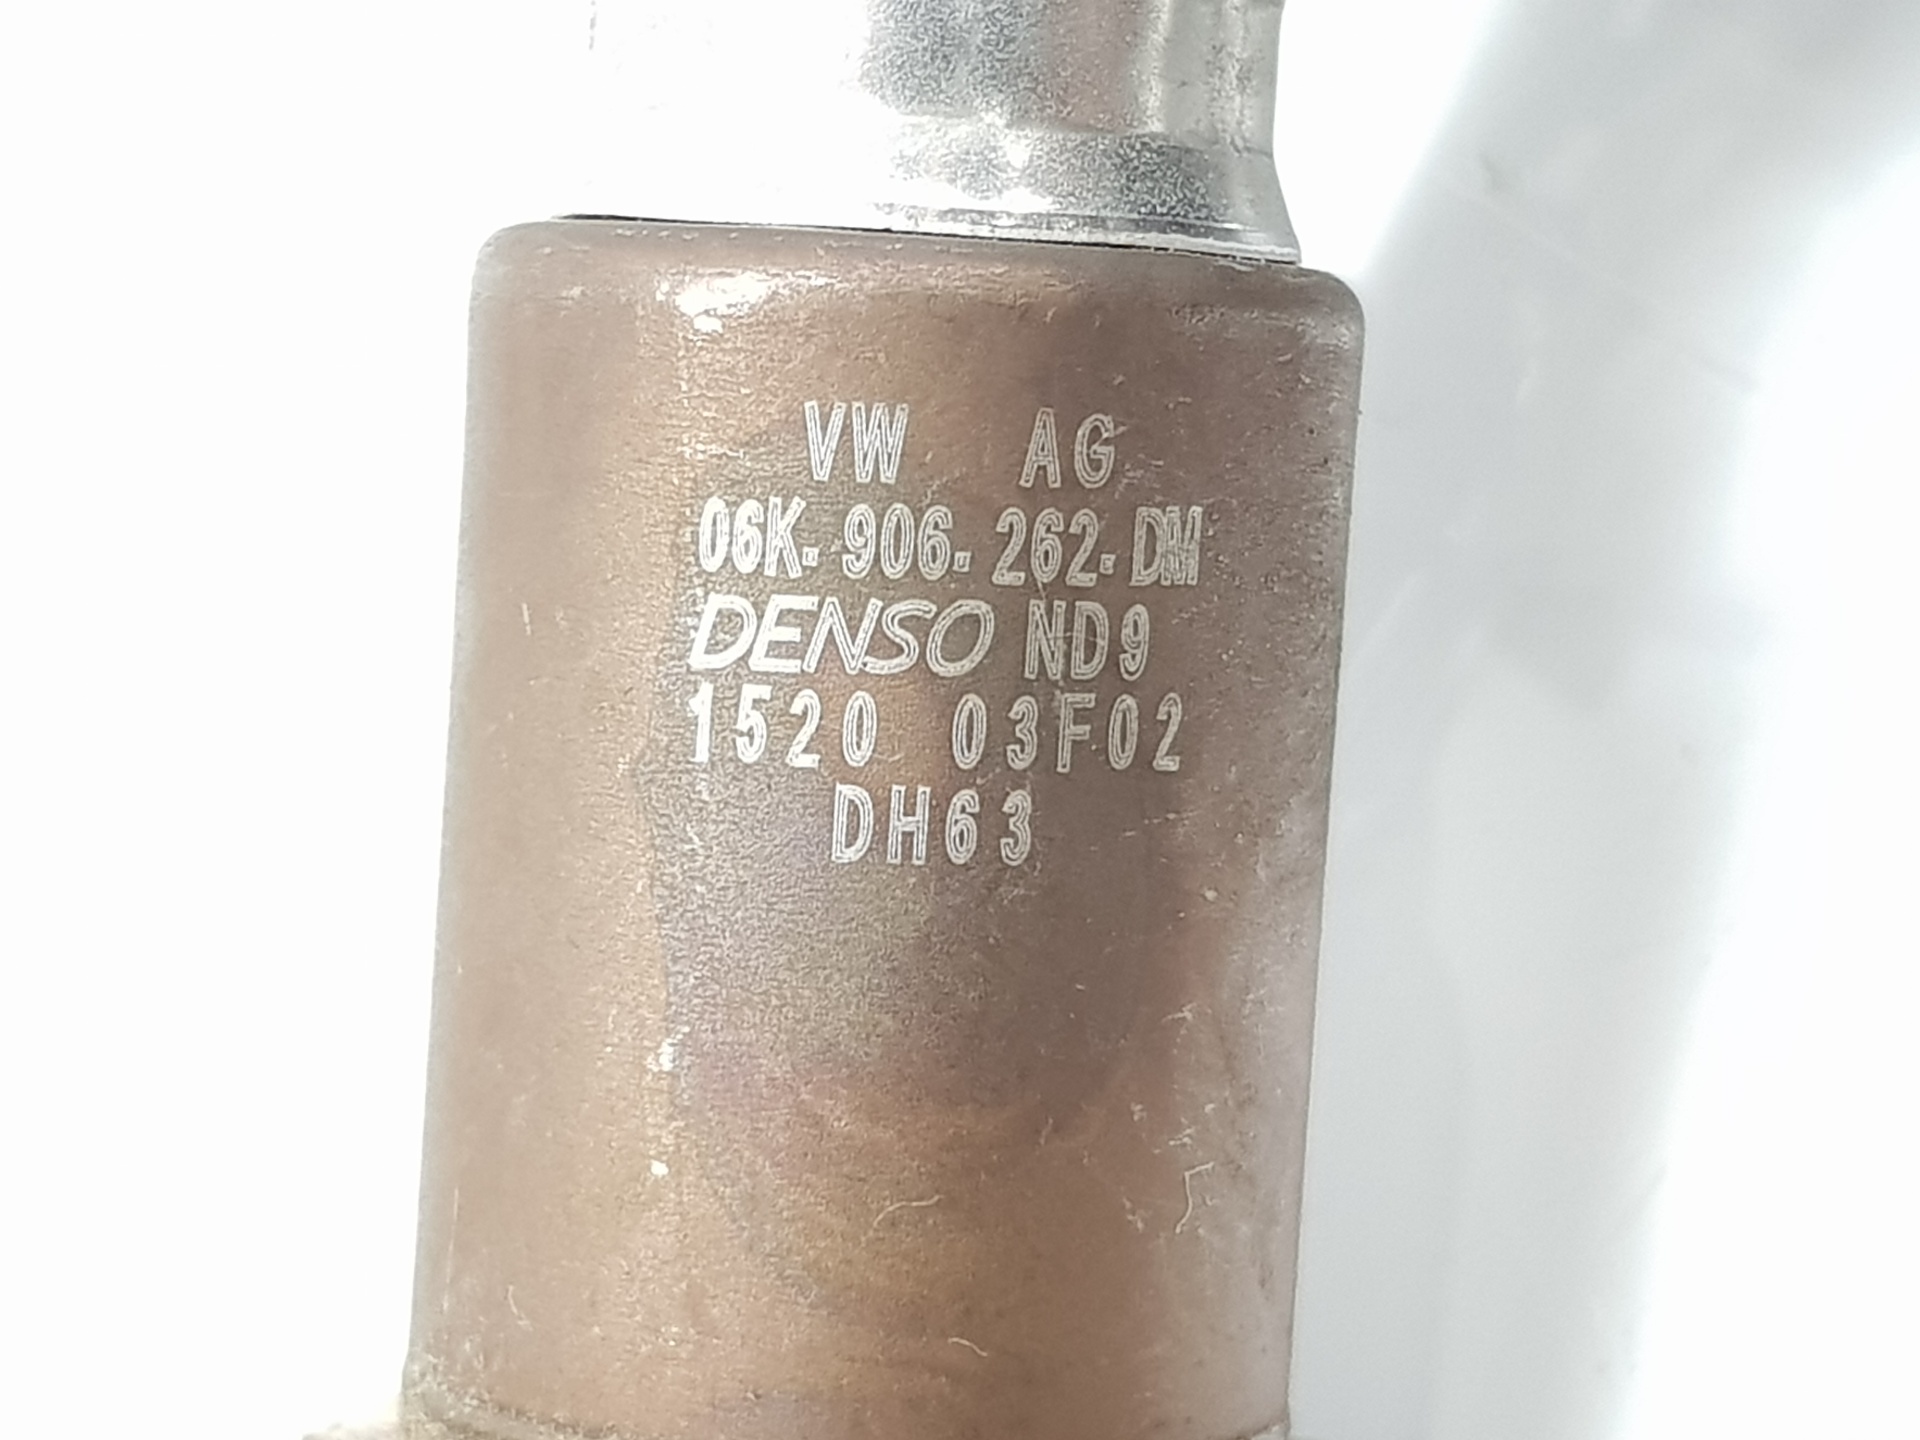 VW AG
06K.906.262.DM
DENSO ND9
1520 03F02
DH63